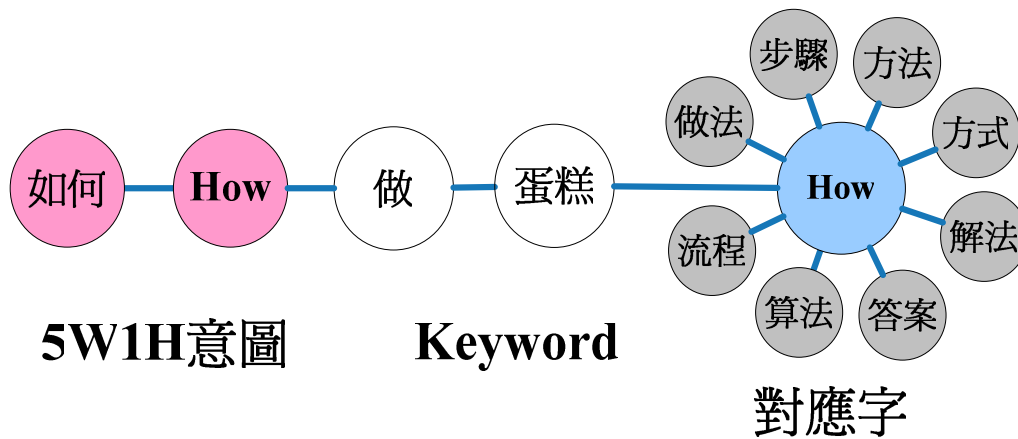 如何
How
做
蛋糕
How
步驟
方法
方式
解法
答案
算法
流程
做法
5W1H意圖
Keyword
對應字